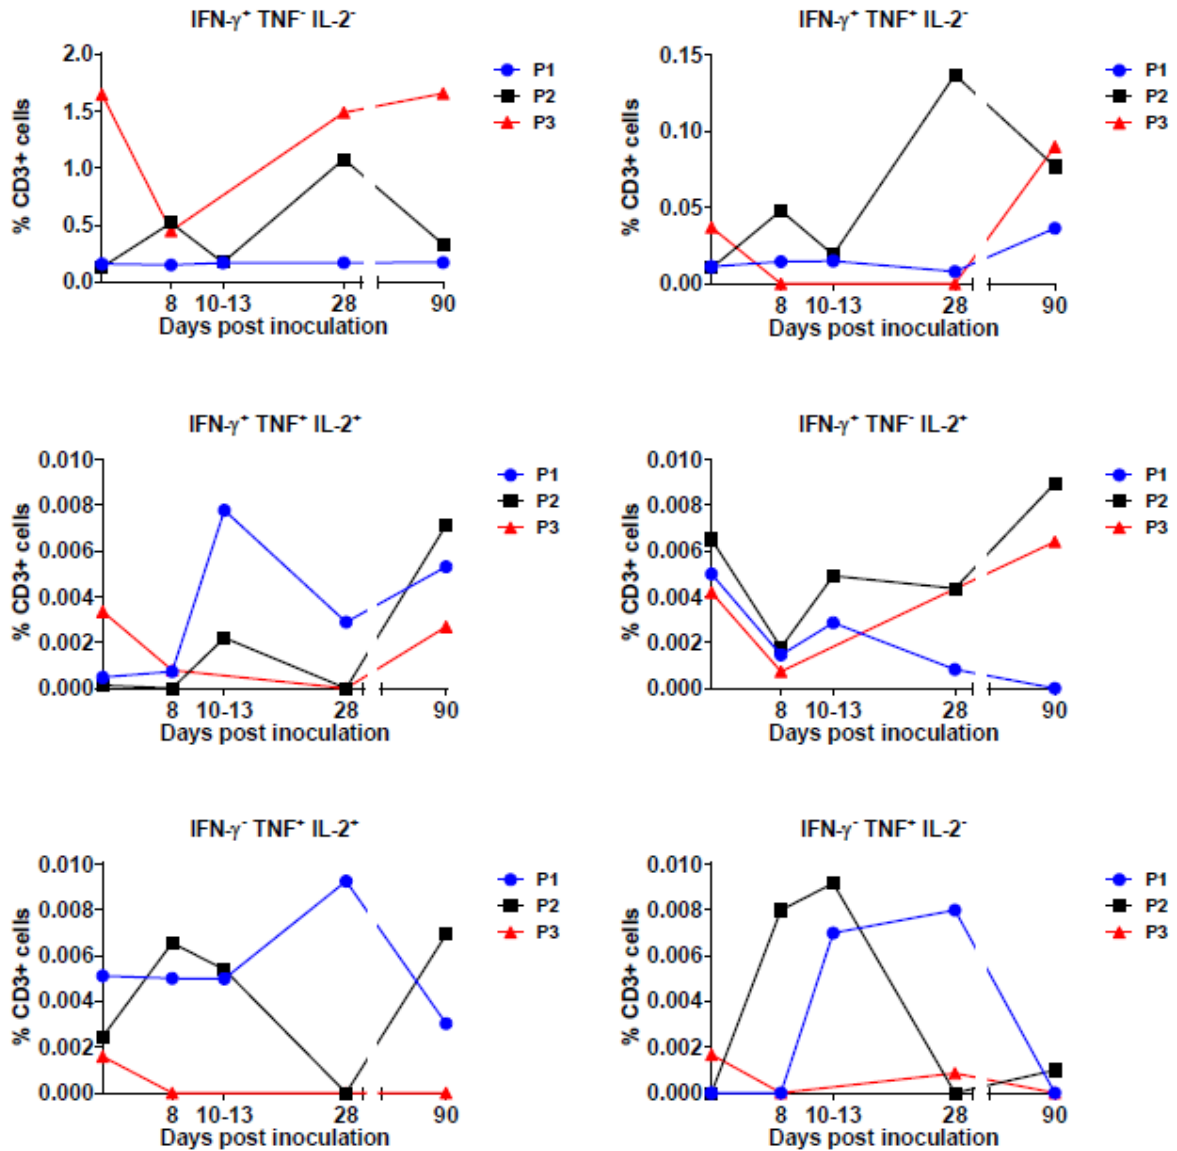 IFN-γ⁺ TNF⁻ IL-2⁻
% CD3+ cells
2.0
1.5
1.0
0.5
0.0
8 10-13 28 90
Days post inoculation
P1
P2
P3
IFN-γ⁺ TNF⁺ IL-2⁻
% CD3+ cells
0.15
0.10
0.05
0.00
8 10-13 28 90
Days post inoculation
P1
P2
P3
IFN-γ⁺ TNF⁺ IL-2⁺
% CD3+ cells
0.010
0.008
0.006
0.004
0.002
0.000
8 10-13 28 90
Days post inoculation
P1
P2
P3
IFN-γ⁺ TNF⁻ IL-2⁺
% CD3+ cells
0.010
0.008
0.006
0.004
0.002
0.000
8 10-13 28 90
Days post inoculation
P1
P2
P3
IFN-γ⁻ TNF⁺ IL-2⁺
% CD3+ cells
0.010
0.008
0.006
0.004
0.002
0.000
8 10-13 28 90
Days post inoculation
P1
P2
P3
IFN-γ⁻ TNF⁺ IL-2⁻
% CD3+ cells
0.010
0.008
0.006
0.004
0.002
0.000
8 10-13 28 90
Days post inoculation
P1
P2
P3